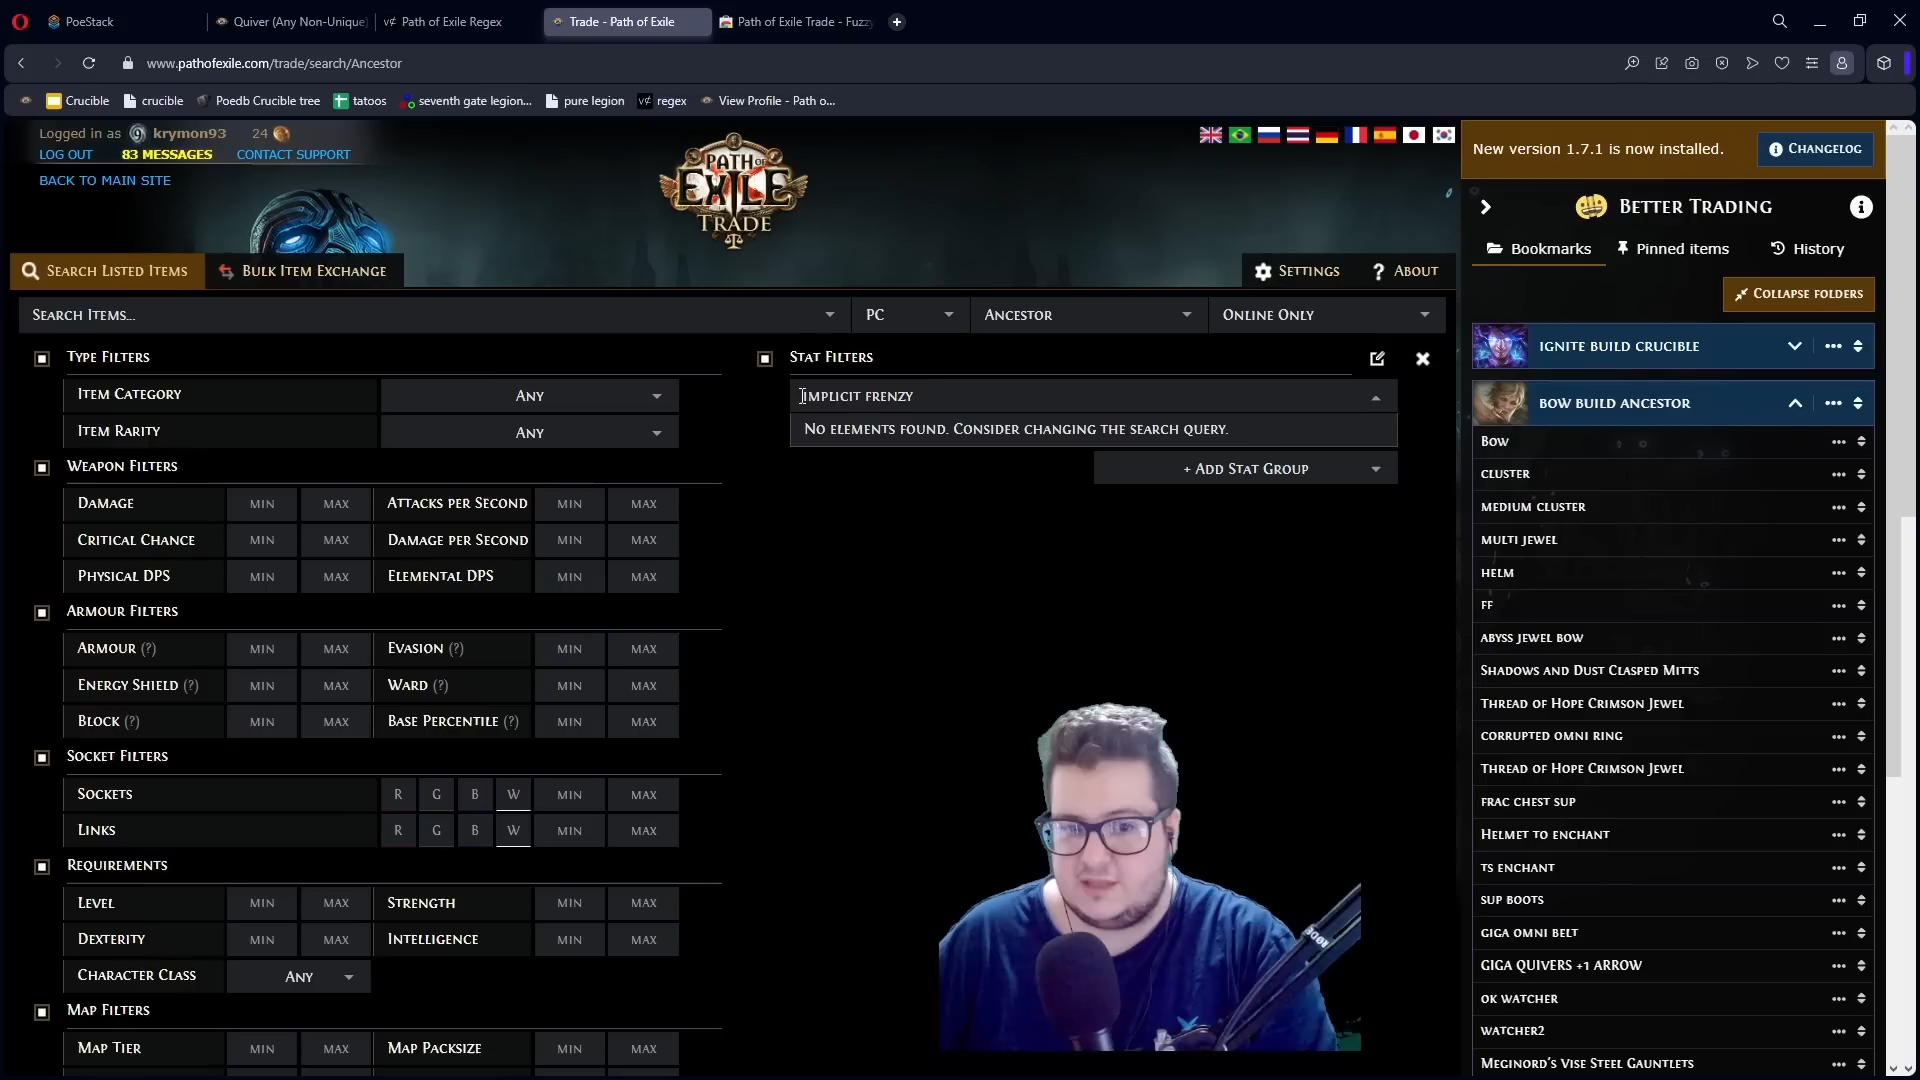 PoeStack
Quiver (Any Non-Unique)
Path of Exile Regex
Trade - Path of Exile
Path of Exile Trade - Fuzzy
www.pathofexile.com/trade/search/Ancestor
Crucible
crucible
Poedb Crucible tree
tatoos
seventh gate legion...
pure legion
regex
View Profile - Path o...
Logged in as krymon93 24
LOG OUT 83 MESSAGES CONTACT SUPPORT
BACK TO MAIN SITE
PATH OF EXILE TRADE
New version 1.7.1 is now installed. Changelog
Better Trading
Bookmarks Pinned items History
Collapse folders
Search Listed Items Bulk Item Exchange Settings ? About
Search Items... PC Ancestor Online Only
Type Filters
Item Category Any
Item Rarity Any
Weapon Filters
Damage MIN MAX Attacks per Second MIN MAX
Critical Chance MIN MAX Damage per Second MIN MAX
Physical DPS MIN MAX Elemental DPS MIN MAX
Armour Filters
Armour (?) MIN MAX Evasion (?) MIN MAX
Energy Shield (?) MIN MAX Ward (?) MIN MAX
Block (?) MIN MAX Base Percentile (?) MIN MAX
Socket Filters
Sockets R G B W MIN MAX
Links R G B W MIN MAX
Requirements
Level MIN MAX Strength MIN MAX
Dexterity MIN MAX Intelligence MIN MAX
Character Class Any
Map Filters
Map Tier MIN MAX Map Packsize MIN MAX
Stat Filters
implicit frenzy
No elements found. Consider changing the search query.
+ Add Stat Group
RODE
IGNITE BUILD CRUCIBLE
BOW BUILD ANCESTOR
Bow
CLUSTER
MEDIUM CLUSTER
MULTI JEWEL
HELM
FF
ABYSS JEWEL BOW
Shadows and Dust Clasped Mitts
Thread of Hope Crimson Jewel
CORRUPTED OMNI RING
Thread of Hope Crimson Jewel
FRAC CHEST SUP
Helmet to enchant
TS ENCHANT
SUP BOOTS
GIGA OMNI BELT
GIGA QUIVERS +1 ARROW
OK WATCHER
WATCHER2
Meginord's Vise Steel Gauntlets